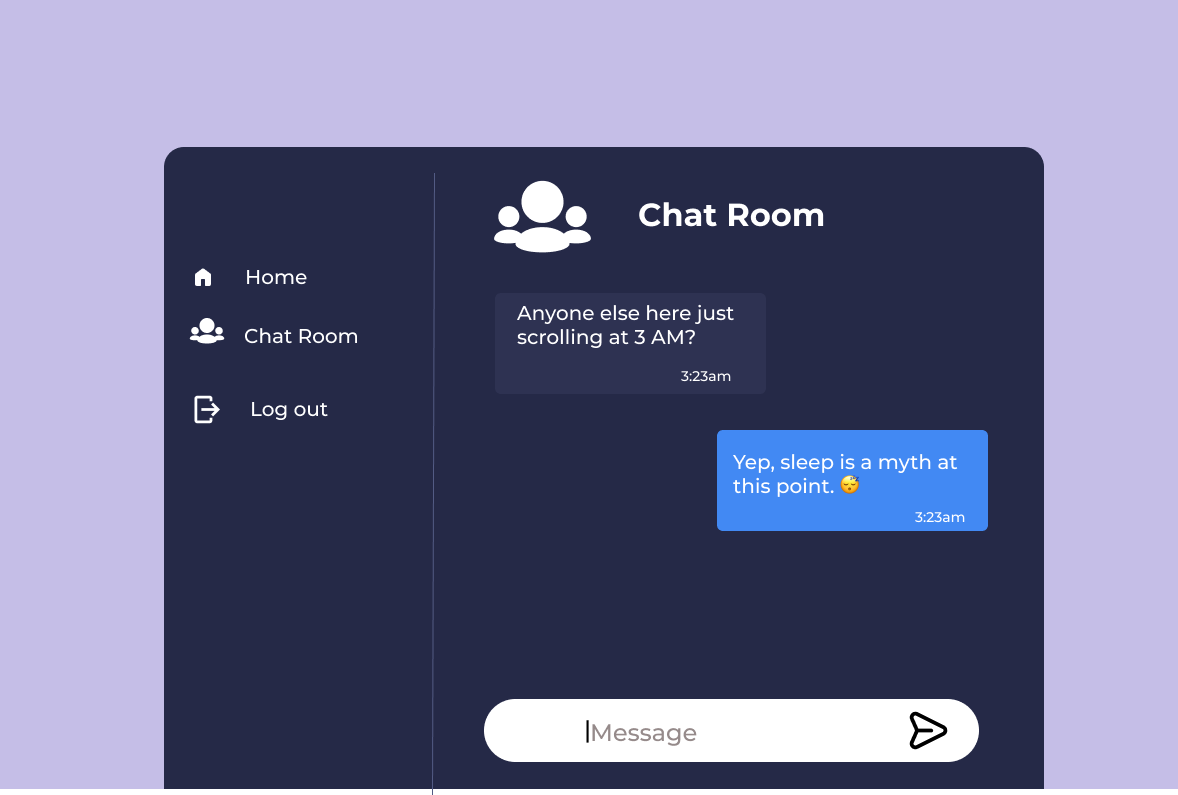 Chat Room
Home
Chat Room
Log out
Anyone else here just
scrolling at 3 AM?
3:23am
Yep, sleep is a myth at
this point. 😴
3:23am
Message